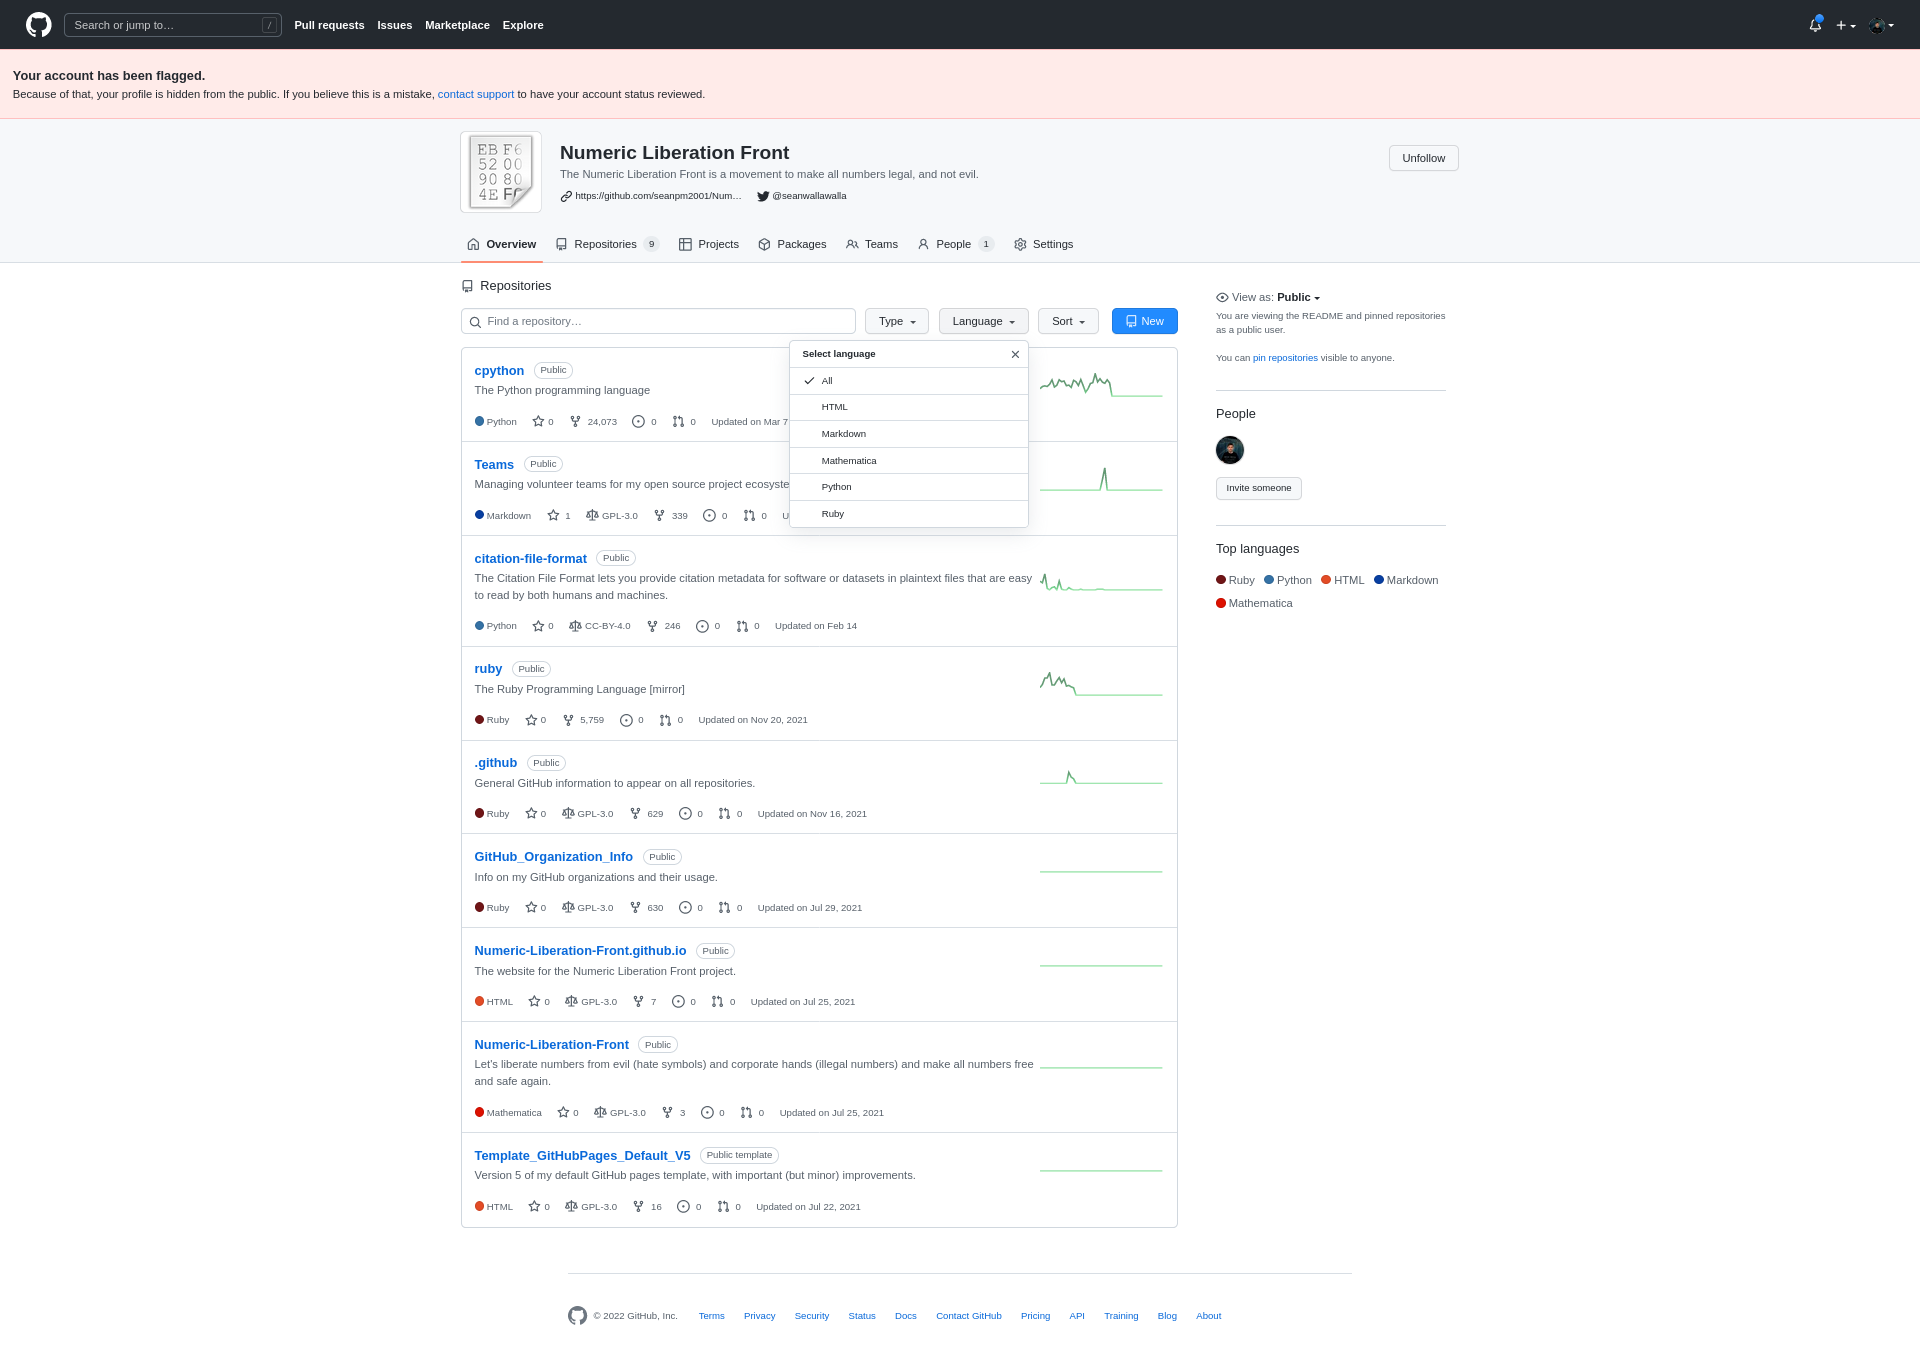 Search or jump to…
/
Pull requests Issues Marketplace Explore
Your account has been flagged.
Because of that, your profile is hidden from the public. If you believe this is a mistake, contact support to have your account status reviewed.
EB F6
52 00
90 80
4E FC
Numeric Liberation Front
The Numeric Liberation Front is a movement to make all numbers legal, and not evil.
https://github.com/seanpm2001/Num… @seanwallawalla
Unfollow
Overview Repositories 9 Projects Packages Teams People 1 Settings
Repositories
Find a repository… Type Language Sort New
Select language
All
HTML
Markdown
Mathematica
Python
Ruby
cpython Public
The Python programming language
Python 0 24,073 0 0 Updated on Mar 7
Teams Public
Managing volunteer teams for my open source project ecosyste
Markdown 1 GPL-3.0 339 0 0 U
citation-file-format Public
The Citation File Format lets you provide citation metadata for software or datasets in plaintext files that are easy
to read by both humans and machines.
Python 0 CC-BY-4.0 246 0 0 Updated on Feb 14
ruby Public
The Ruby Programming Language [mirror]
Ruby 0 5,759 0 0 Updated on Nov 20, 2021
.github Public
General GitHub information to appear on all repositories.
Ruby 0 GPL-3.0 629 0 0 Updated on Nov 16, 2021
GitHub_Organization_Info Public
Info on my GitHub organizations and their usage.
Ruby 0 GPL-3.0 630 0 0 Updated on Jul 29, 2021
Numeric-Liberation-Front.github.io Public
The website for the Numeric Liberation Front project.
HTML 0 GPL-3.0 7 0 0 Updated on Jul 25, 2021
Numeric-Liberation-Front Public
Let's liberate numbers from evil (hate symbols) and corporate hands (illegal numbers) and make all numbers free
and safe again.
Mathematica 0 GPL-3.0 3 0 0 Updated on Jul 25, 2021
Template_GitHubPages_Default_V5 Public template
Version 5 of my default GitHub pages template, with important (but minor) improvements.
HTML 0 GPL-3.0 16 0 0 Updated on Jul 22, 2021
View as: Public
You are viewing the README and pinned repositories
as a public user.
You can pin repositories visible to anyone.
People
Invite someone
Top languages
Ruby Python HTML Markdown
Mathematica
© 2022 GitHub, Inc. Terms Privacy Security Status Docs Contact GitHub Pricing API Training Blog About